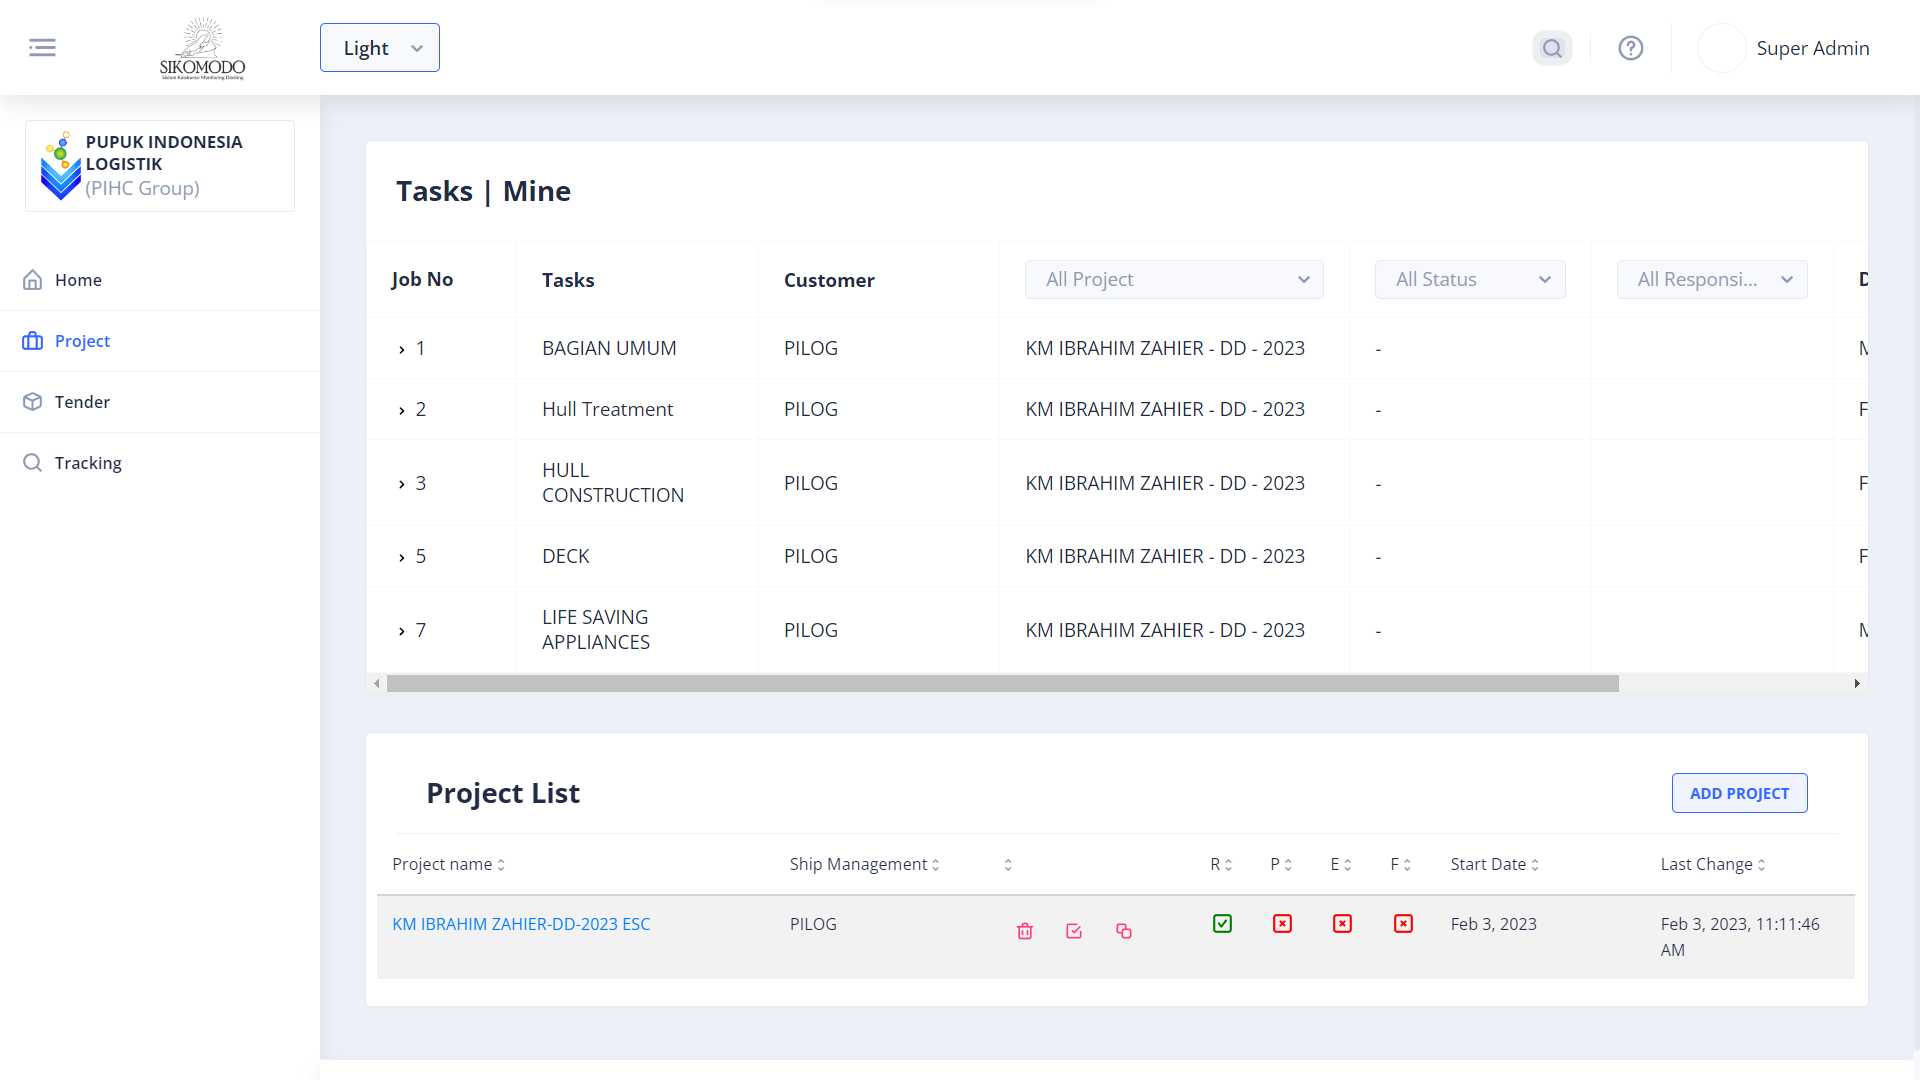 SIKOMODO
Sistem Kolaborasi Monitoring Docking
Light
Super Admin
PUPUK INDONESIA
LOGISTIK
(PIHC Group)
Home
Project
Tender
Tracking
Tasks | Mine
Job No Tasks Customer All Project All Status All Responsi... D
1 BAGIAN UMUM PILOG KM IBRAHIM ZAHIER - DD - 2023 - M
2 Hull Treatment PILOG KM IBRAHIM ZAHIER - DD - 2023 - F
3 HULL
CONSTRUCTION PILOG KM IBRAHIM ZAHIER - DD - 2023 - F
5 DECK PILOG KM IBRAHIM ZAHIER - DD - 2023 - F
7 LIFE SAVING
APPLIANCES PILOG KM IBRAHIM ZAHIER - DD - 2023 - M
Project List
ADD PROJECT
Project name Ship Management R P E F Start Date Last Change
KM IBRAHIM ZAHIER-DD-2023 ESC PILOG Feb 3, 2023 Feb 3, 2023, 11:11:46
AM